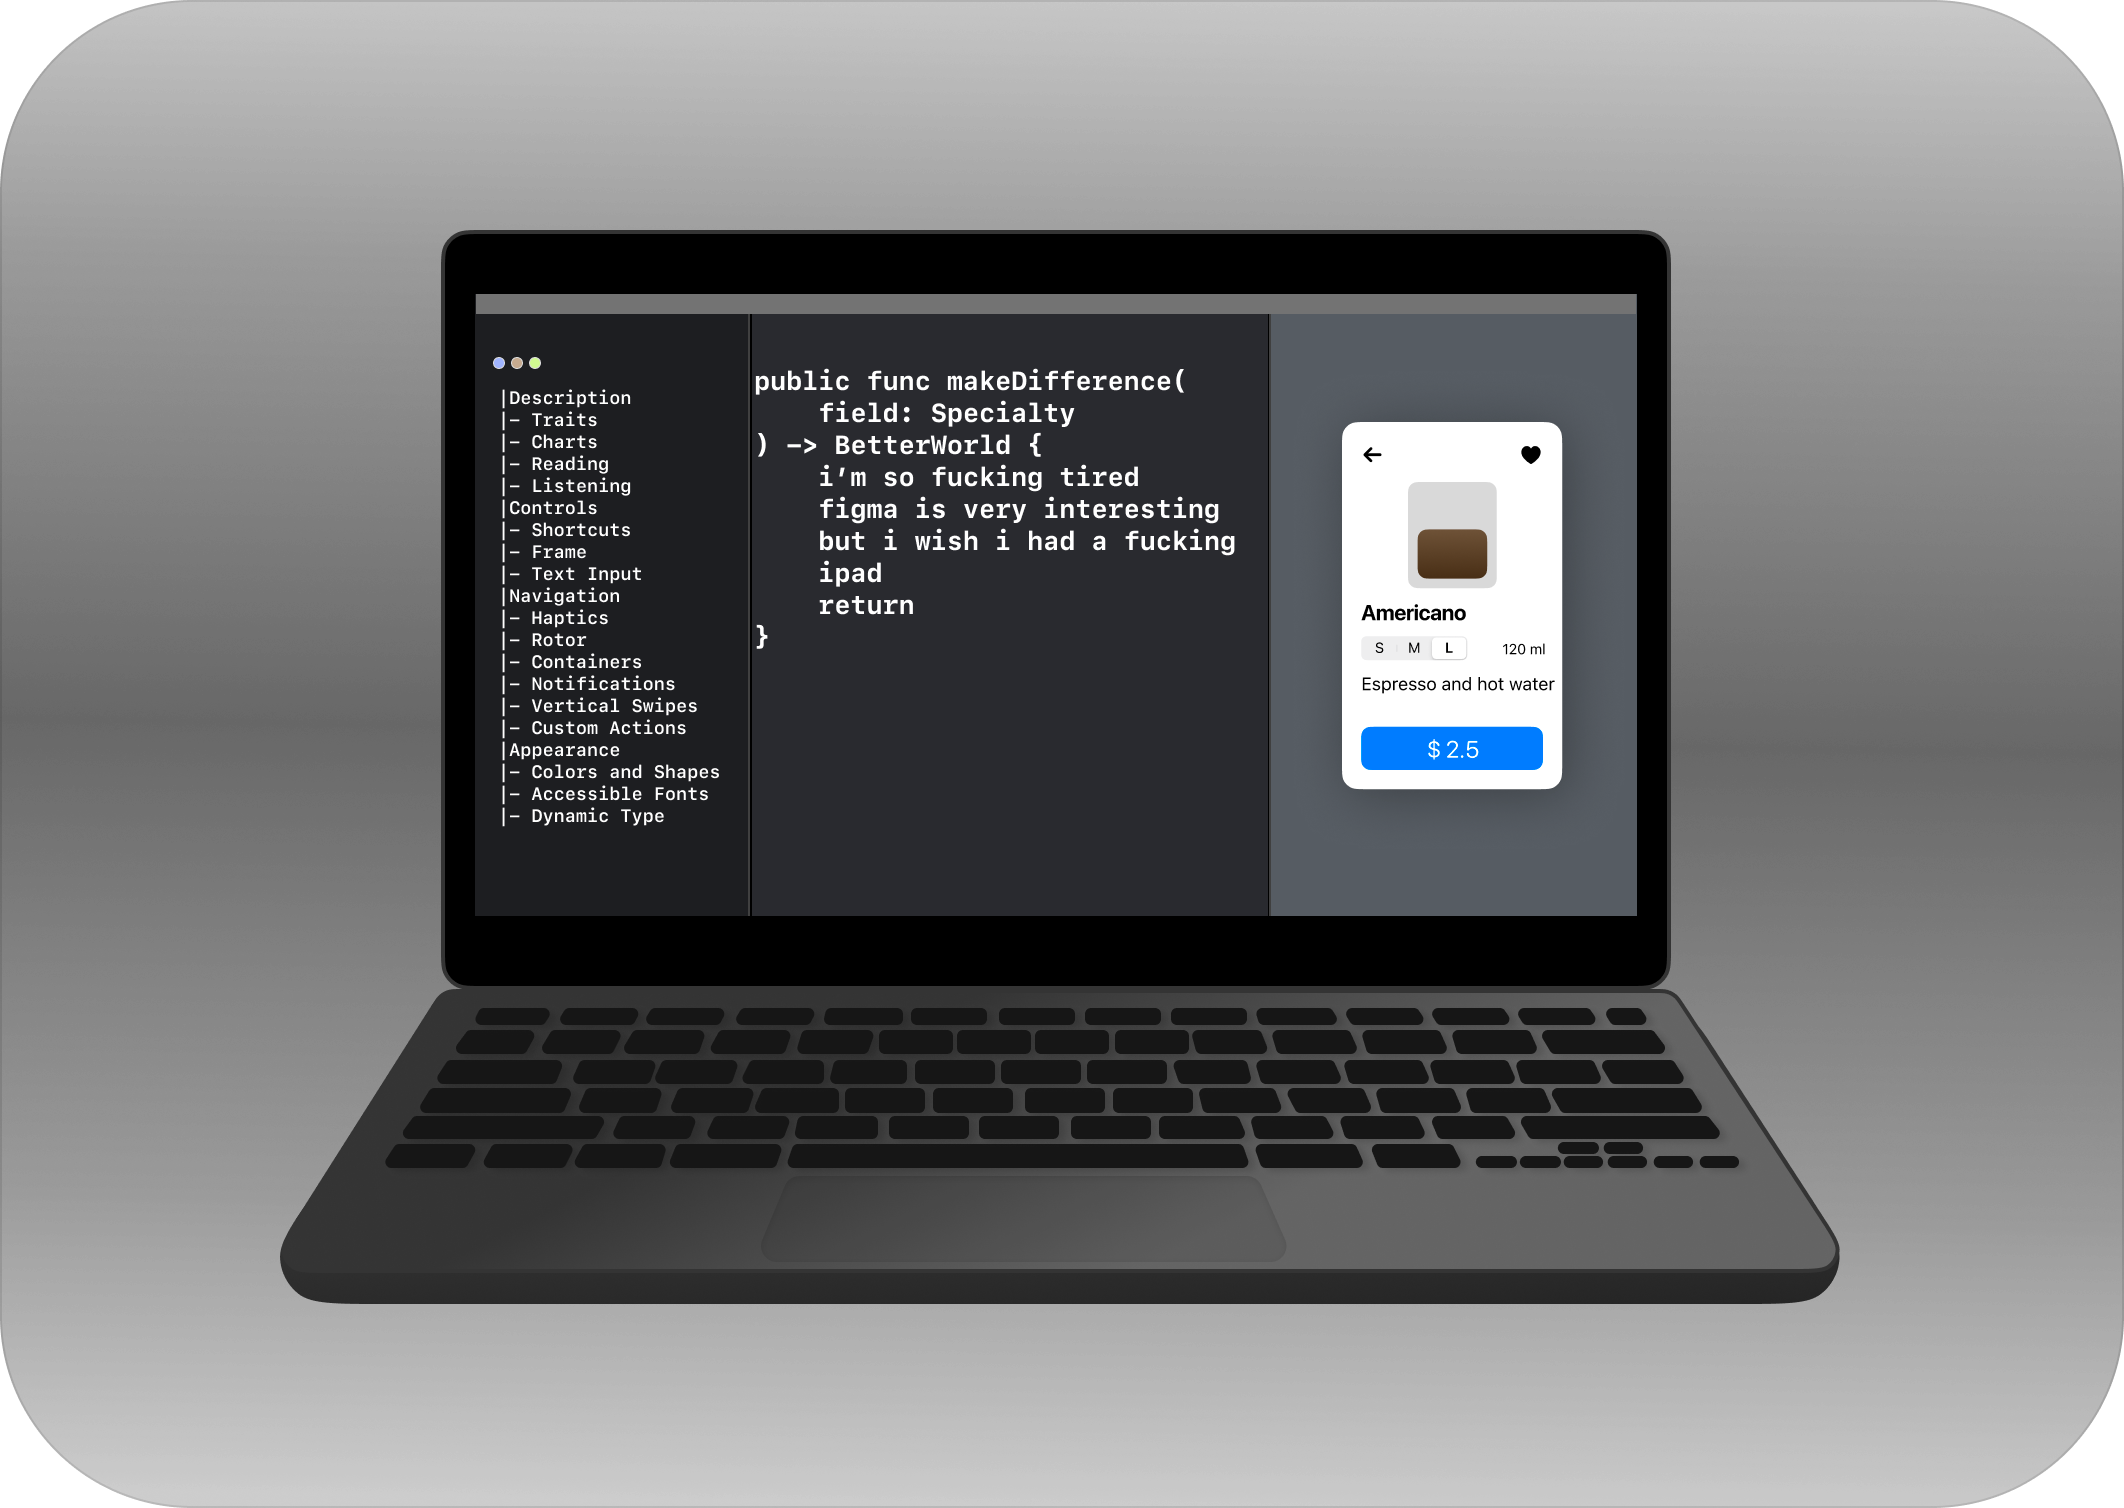 |Description
|- Traits
|- Charts
|- Reading
|- Listening
|Controls
|- Shortcuts
|- Frame
|- Text Input
|Navigation
|- Haptics
|- Rotor
|- Containers
|- Notifications
|- Vertical Swipes
|- Custom Actions
|Appearance
|- Colors and Shapes
|- Accessible Fonts
|- Dynamic Type
public func makeDifference(
    field: Specialty
) -> BetterWorld {
    i’m so fucking tired
    figma is very interesting
    but i wish i had a fucking
    ipad
    return
}
Americano
S M L 120 ml
Espresso and hot water
$ 2.5